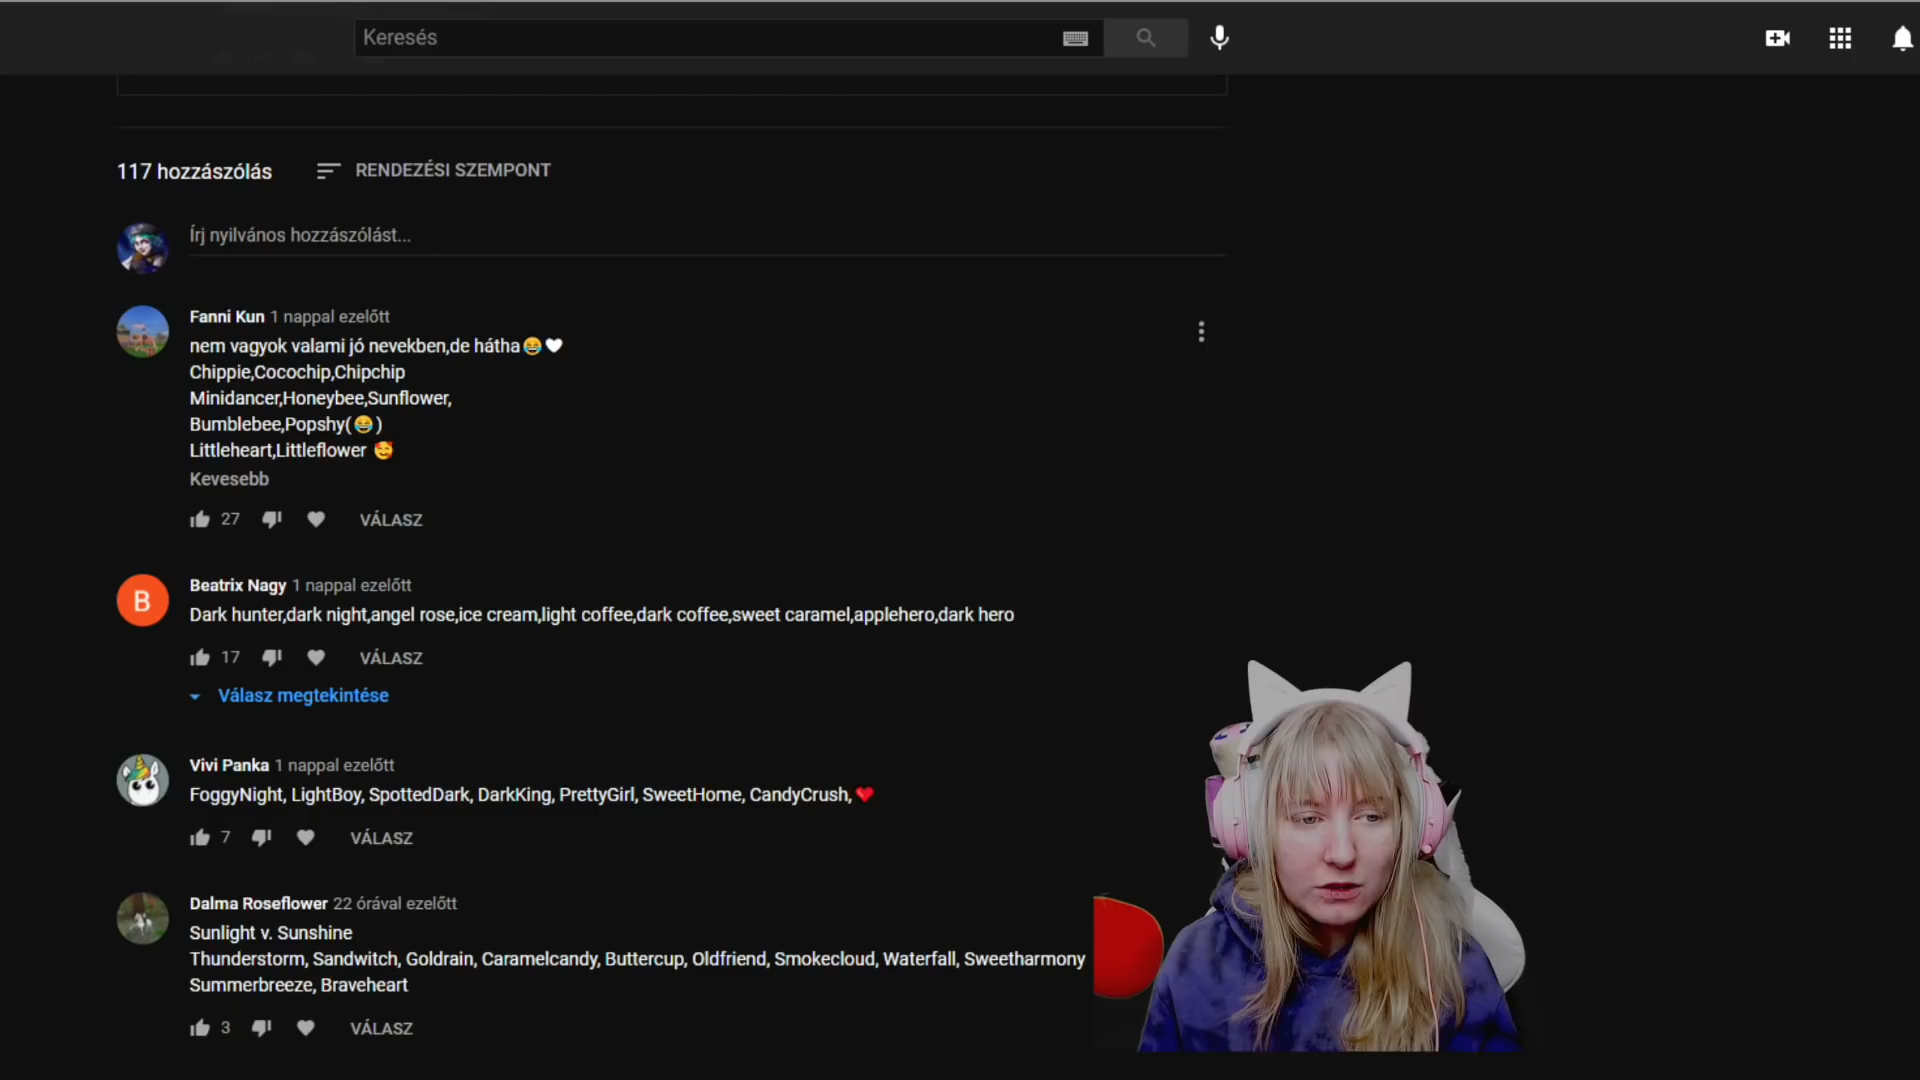 Keresés
117 hozzászólás
RENDEZÉSI SZEMPONT
Írj nyilvános hozzászólást...
Fanni Kun 1 nappal ezelőtt
nem vagyok valami jó nevekben,de hátha😂🤍
Chippie,Cocochip,Chipchip
Minidancer,Honeybee,Sunflower,
Bumblebee,Popshy(😂)
Littleheart,Littleflower 🥰
Kevesebb
27 VÁLASZ
B
Beatrix Nagy 1 nappal ezelőtt
Dark hunter,dark night,angel rose,ice cream,light coffee,dark coffee,sweet caramel,applehero,dark hero
17 VÁLASZ
Válasz megtekintése
Vivi Panka 1 nappal ezelőtt
FoggyNight, LightBoy, SpottedDark, DarkKing, PrettyGirl, SweetHome, CandyCrush,❤️
7 VÁLASZ
Dalma Roseflower 22 órával ezelőtt
Sunlight v. Sunshine
Thunderstorm, Sandwitch, Goldrain, Caramelcandy, Buttercup, Oldfriend, Smokecloud, Waterfall, Sweetharmony
Summerbreeze, Braveheart
3 VÁLASZ